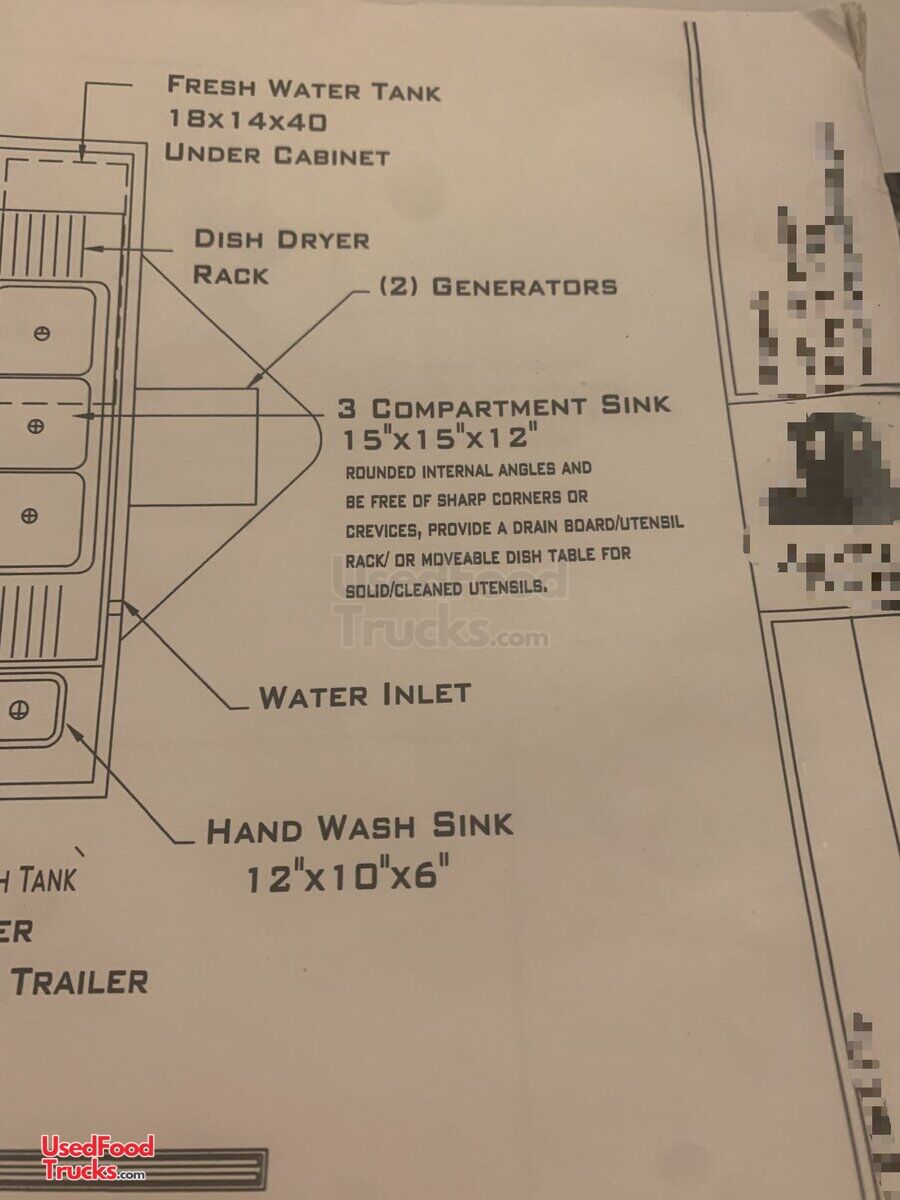 FRESH WATER TANK
18X14X40
UNDER CABINET
DISH DRYER
RACK
(2) GENERATORS
3 COMPARTMENT SINK
15"X15"X12"
ROUNDED INTERNAL ANGLES AND
BE FREE OF SHARP CORNERS OR
CREVICES, PROVIDE A DRAIN BOARD/UTENSIL
RACK/ OR MOVEABLE DISH TABLE FOR
SOLID/CLEANED UTENSILS.
UsedFood
Trucks.com
WATER INLET
HAND WASH SINK
12"X10"X6"
H TANK
ER
TRAILER
UsedFood
Trucks.com